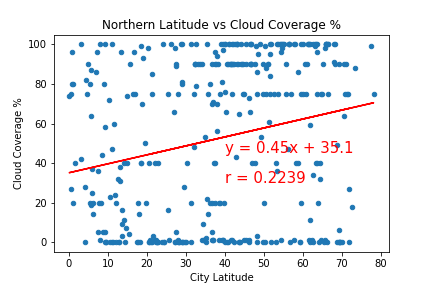 Northern Latitude vs Cloud Coverage %
Cloud Coverage %
100
80
60
40
20
0
y = 0.45x + 35.1
r = 0.2239
0 10 20 30 40 50 60 70 80
City Latitude